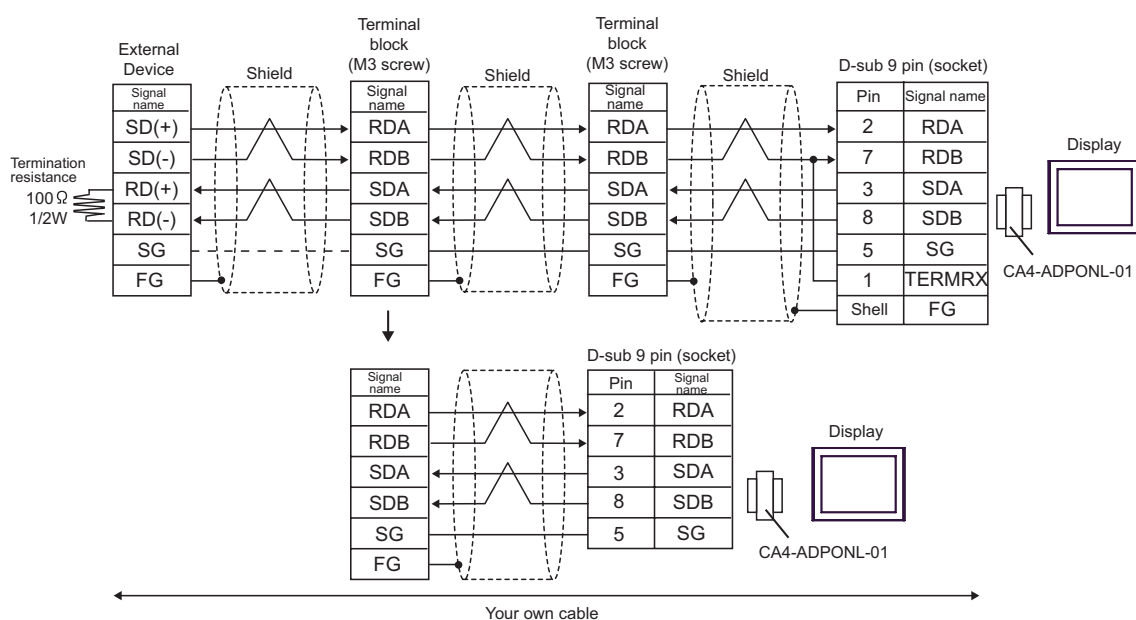 External
Device
Shield
Terminal
block
(M3 screw)
Shield
Terminal
block
(M3 screw)
Shield
D-sub 9 pin (socket)
Signal
name
Signal
name
Signal
name
Pin Signal name
SD(+) RDA RDA 2 RDA
SD(-) RDB RDB 7 RDB
RD(+) SDA SDA 3 SDA
RD(-) SDB SDB 8 SDB
SG SG SG 5 SG
FG FG FG 1 TERMRX
Shell FG
Termination
resistance
100 Ω
1/2W
Display
CA4-ADPONL-01
D-sub 9 pin (socket)
Signal
name
Pin Signal
name
RDA 2 RDA
RDB 7 RDB
SDA 3 SDA
SDB 8 SDB
SG 5 SG
FG
Display
CA4-ADPONL-01
Your own cable